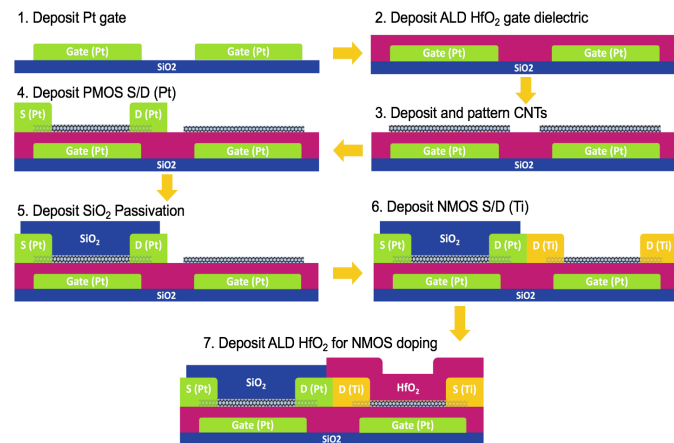 1. Deposit Pt gate
Gate (Pt) Gate (Pt)
SiO2
2. Deposit ALD HfO₂ gate dielectric
Gate (Pt) Gate (Pt)
SiO2
3. Deposit and pattern CNTs
Gate (Pt) Gate (Pt)
SiO2
4. Deposit PMOS S/D (Pt)
S (Pt) D (Pt)
Gate (Pt) Gate (Pt)
SiO2
5. Deposit SiO₂ Passivation
S (Pt) SiO₂ D (Pt)
Gate (Pt) Gate (Pt)
SiO2
6. Deposit NMOS S/D (Ti)
S (Pt) SiO₂ D (Pt) D (Ti) D (Ti)
Gate (Pt) Gate (Pt)
SiO2
7. Deposit ALD HfO₂ for NMOS doping
S (Pt) SiO₂ D (Pt) D (Ti) HfO₂ S (Ti)
Gate (Pt) Gate (Pt)
SiO2